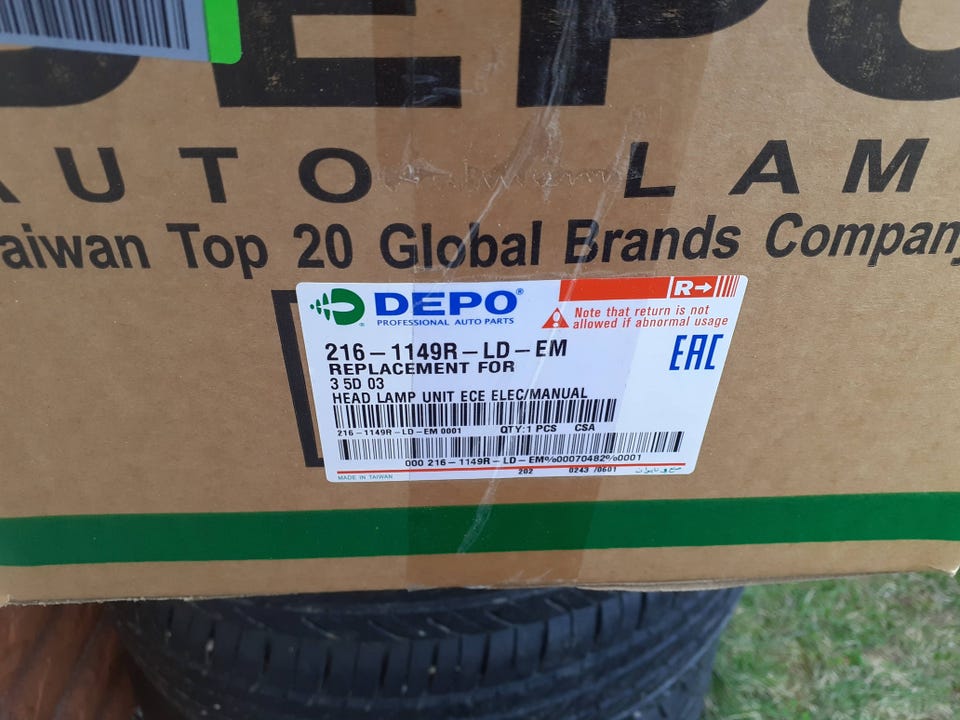 DEPO
AUTO LAM
aiwan Top 20 Global Brands Company
DEPO®
PROFESSIONAL AUTO PARTS
R→
Note that return is not
allowed if abnormal usage
216-1149R-LD-EM
REPLACEMENT FOR
3 5D 03
HEAD LAMP UNIT ECE ELEC/MANUAL
EAC
216-1149R-LD-EM 0001 QTY:1 PCS CSA
000 216-1149R-LD-EM%00070482%0001
MADE IN TAIWAN 202 0243 /0601